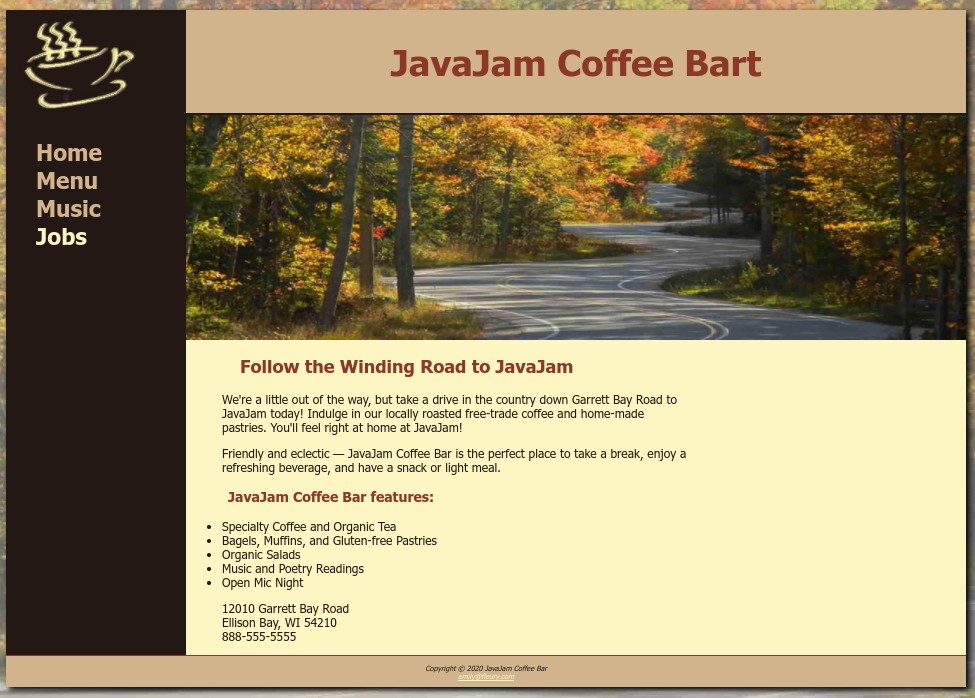 JavaJam Coffee Bart
Home
Menu
Music
Jobs
Follow the Winding Road to JavaJam
We're a little out of the way, but take a drive in the country down Garrett Bay Road to
JavaJam today! Indulge in our locally roasted free-trade coffee and home-made
pastries. You'll feel right at home at JavaJam!
Friendly and eclectic — JavaJam Coffee Bar is the perfect place to take a break, enjoy a
refreshing beverage, and have a snack or light meal.
JavaJam Coffee Bar features:
• Specialty Coffee and Organic Tea
• Bagels, Muffins, and Gluten-free Pastries
• Organic Salads
• Music and Poetry Readings
• Open Mic Night
12010 Garrett Bay Road
Ellison Bay, WI 54210
888-555-5555
Copyright © 2020 JavaJam Coffee Bar
emily@fleury.com